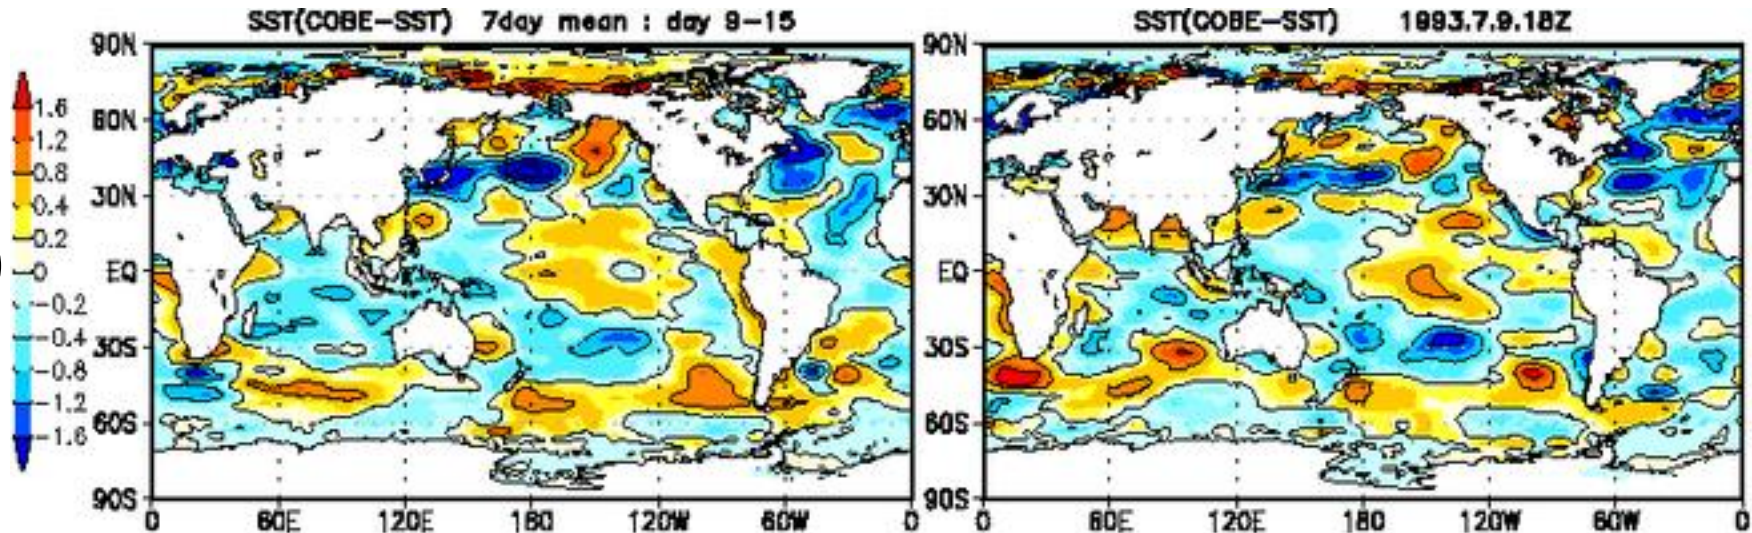 SST(COBE-SST) 7day mean : day 9-15
SST(COBE-SST) 1993.7.9.18Z
1.6
1.2
0.8
0.4
0.2
0
-0.2
-0.4
-0.8
-1.2
-1.6
90N
60N
30N
EQ
30S
60S
90S
0 60E 120E 180 120W 60W 0
90N
60N
30N
EQ
30S
60S
90S
0 60E 120E 180 120W 60W 0